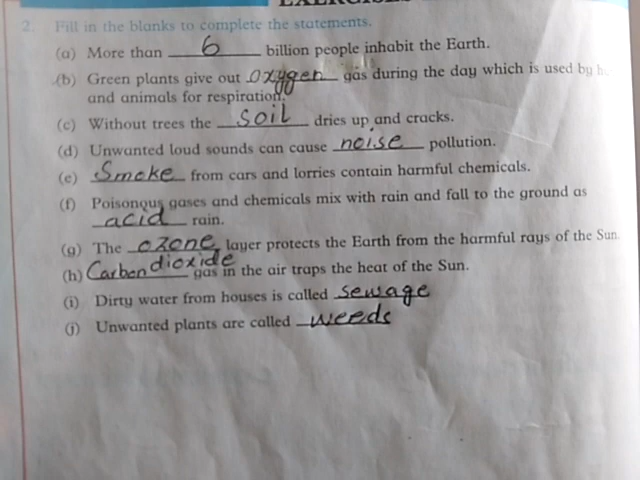 EXERCISES
2. Fill in the blanks to complete the statements.
(a) More than 6 billion people inhabit the Earth.
(b) Green plants give out oxygen gas during the day which is used by
and animals for respiration.
(c) Without trees the soil dries up and cracks.
(d) Unwanted loud sounds can cause noise pollution.
(e) Smoke from cars and lorries contain harmful chemicals.
(f) Poisonous gases and chemicals mix with rain and fall to the ground as
acid rain.
(g) The ozone layer protects the Earth from the harmful rays of the Sun.
(h) Carbon dioxide gas in the air traps the heat of the Sun.
(i) Dirty water from houses is called sewage
(j) Unwanted plants are called weeds